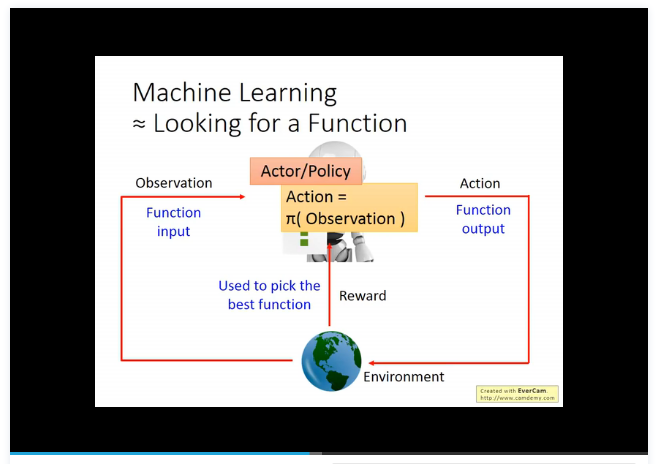 Machine Learning
≈ Looking for a Function
Actor/Policy
Observation
Action
Action =
π( Observation )
Function
input
Function
output
Used to pick the
best function
Reward
Environment
Created with EverCam.
http://www.camdemy.com